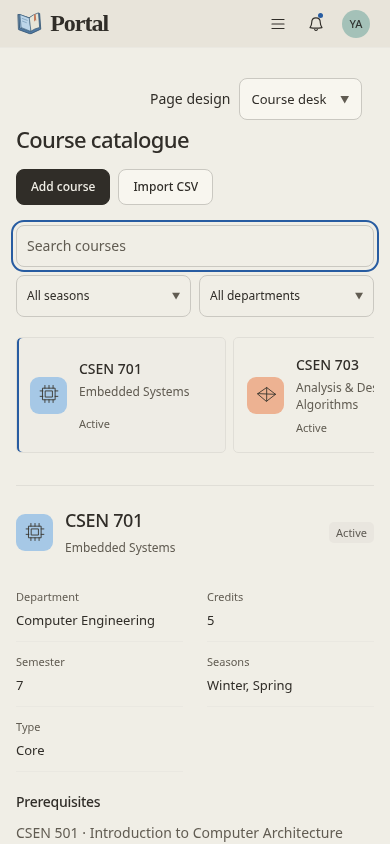 Portal
YA
Page design
Course desk
Course catalogue
Add course
Import CSV
Search courses
All seasons
All departments
CSEN 701
Embedded Systems
Active
CSEN 703
Analysis & Des
Algorithms
Active
CSEN 701
Embedded Systems
Active
Department
Computer Engineering
Credits
5
Semester
7
Seasons
Winter, Spring
Type
Core
Prerequisites
CSEN 501 · Introduction to Computer Architecture